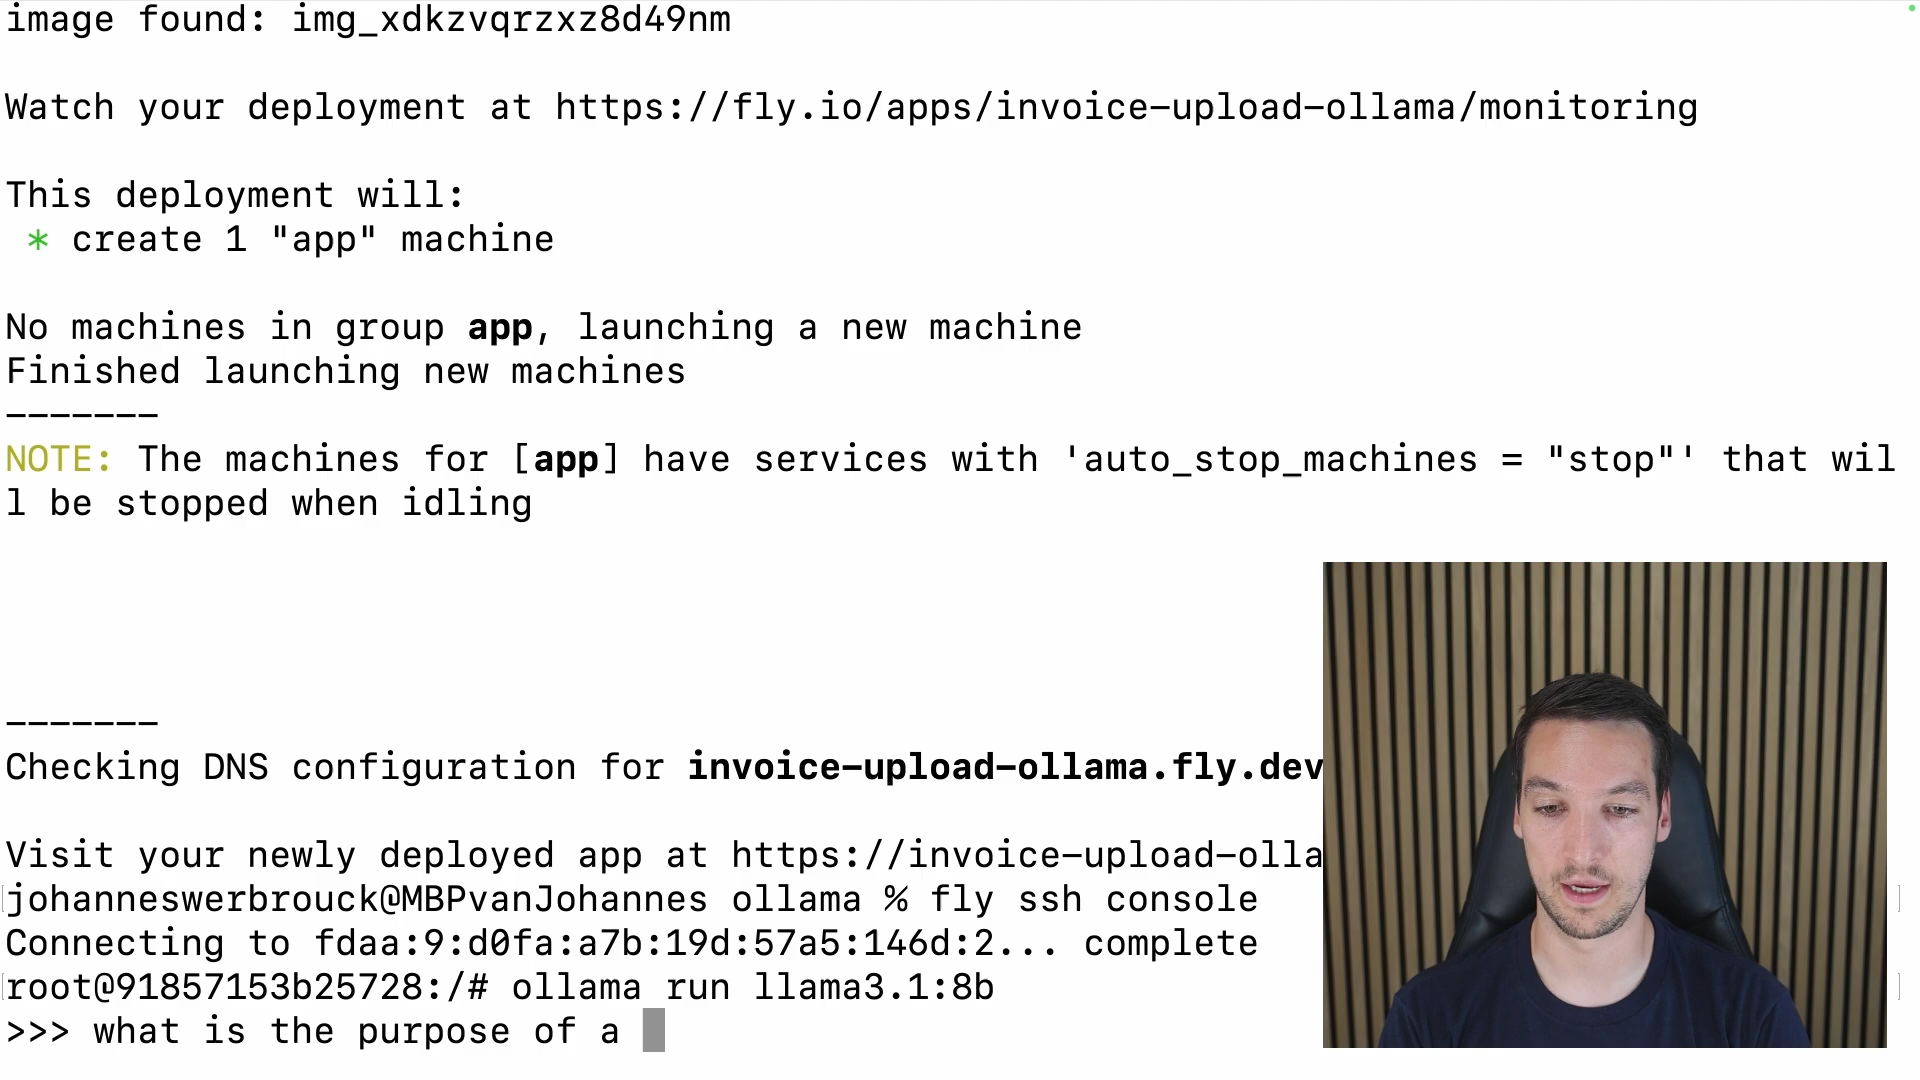 image found: img_xdkzvqrzxz8d49nm
Watch your deployment at https://fly.io/apps/invoice-upload-ollama/monitoring
This deployment will:
* create 1 "app" machine
No machines in group app, launching a new machine
Finished launching new machines
-------
NOTE: The machines for [app] have services with 'auto_stop_machines = "stop"' that wil
l be stopped when idling
-------
Checking DNS configuration for invoice-upload-ollama.fly.dev
Visit your newly deployed app at https://invoice-upload-olla
johanneswerbrouck@MBPvanJohannes ollama % fly ssh console
Connecting to fdaa:9:d0fa:a7b:19d:57a5:146d:2... complete
root@91857153b25728:/# ollama run llama3.1:8b
>>> what is the purpose of a